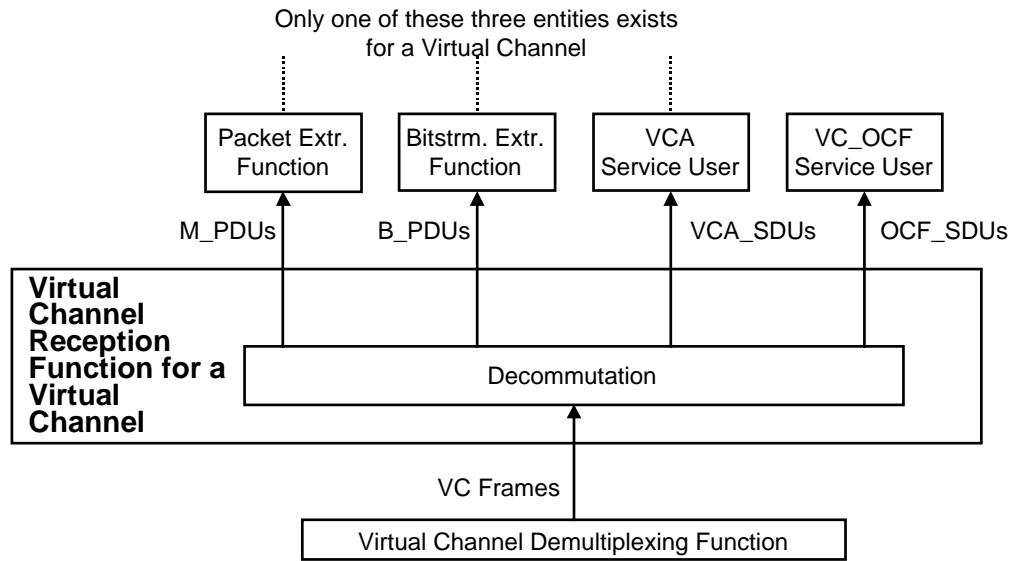 Only one of these three entities exists
for a Virtual Channel
Packet Extr.
Function
Bitstrm. Extr.
Function
VCA
Service User
VC_OCF
Service User
M_PDUs
B_PDUs
VCA_SDUs
OCF_SDUs
Virtual
Channel
Reception
Function for a
Virtual
Channel
Decommutation
VC Frames
Virtual Channel Demultiplexing Function